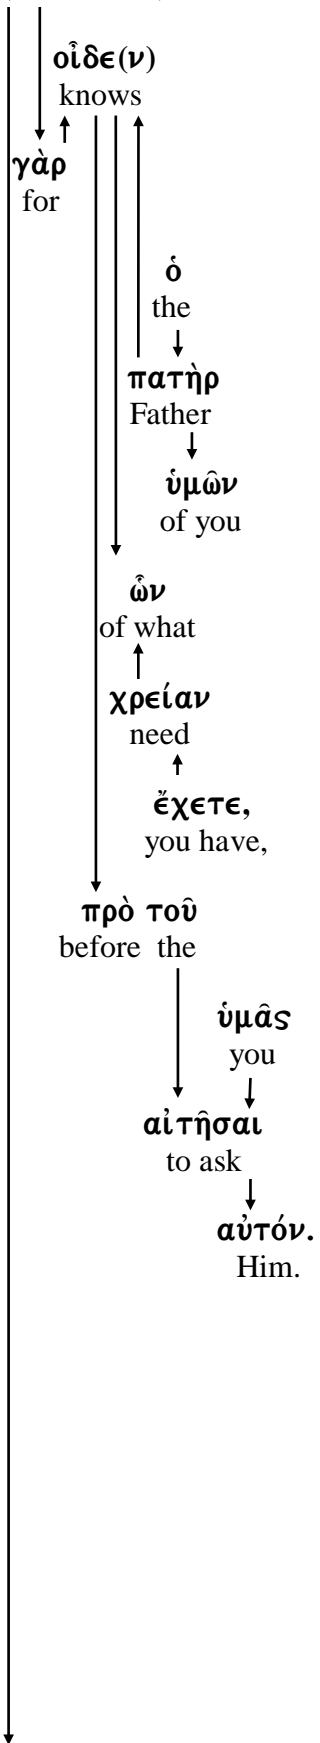 οἶδε(ν)
knows
γὰρ
for
ὁ
the
πατὴρ
Father
ὑμῶν
of you
ὧν
of what
χρείαν
need
ἔχετε,
you have,
πρὸ τοῦ
before the
ὑμᾶς
you
αἰτῆσαι
to ask
αὐτόν.
Him.